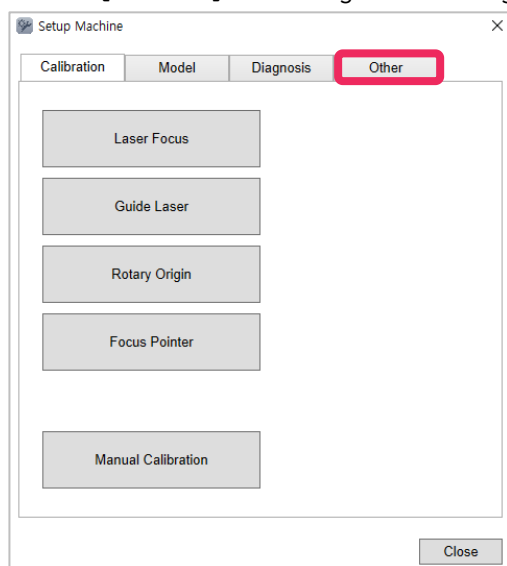 Setup Machine
Calibration Model Diagnosis Other
Laser Focus
Guide Laser
Rotary Origin
Focus Pointer
Manual Calibration
Close